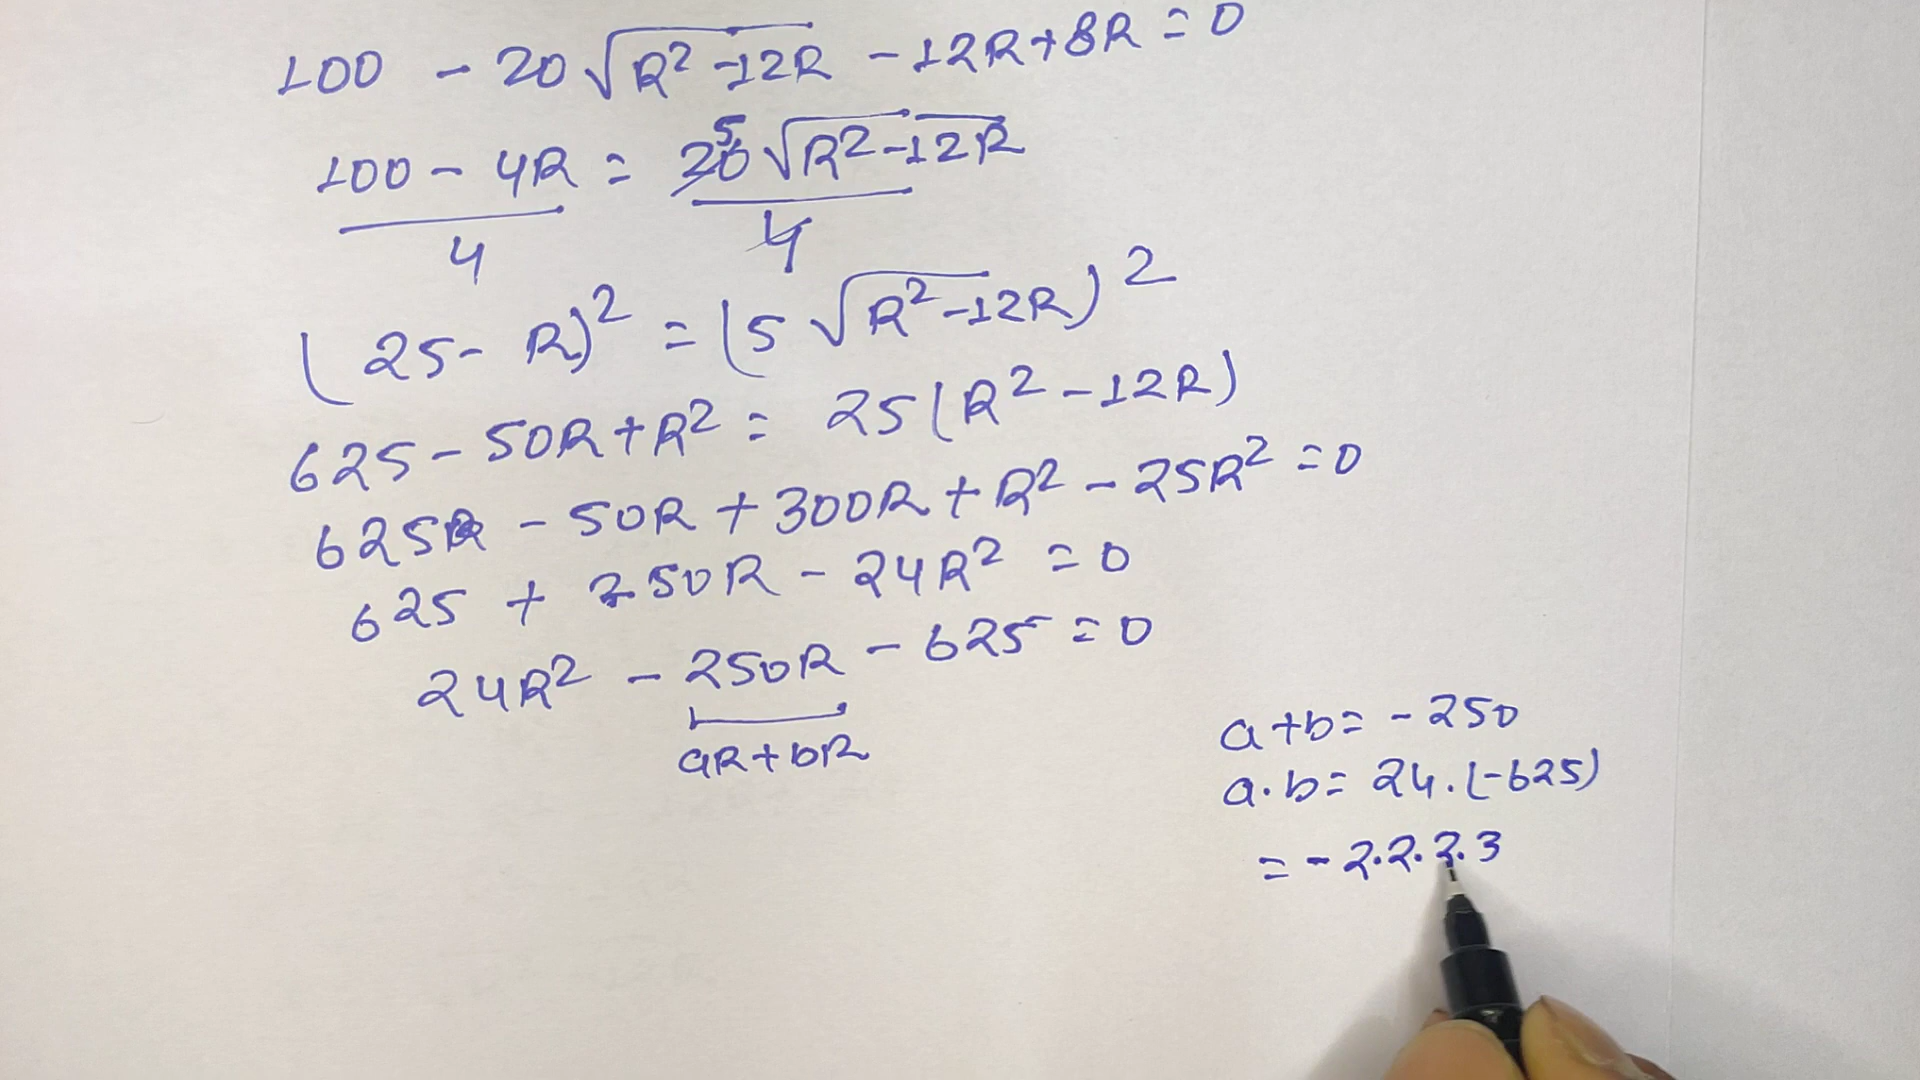 100 - 20√(R² - 12R) - 12R + 8R = 0
100 - 4R = 20 5 √(R² - 12R)
4 4
(25 - R)² = (5√(R² - 12R))²
625 - 50R + R² = 25(R² - 12R)
625R - 50R + 300R + R² - 25R² = 0
625 + 250R - 24R² = 0
24R² - 250R - 625 = 0
aR + bR
a + b = - 250
a · b = 24 . (-625)
= - 2.2.2.3